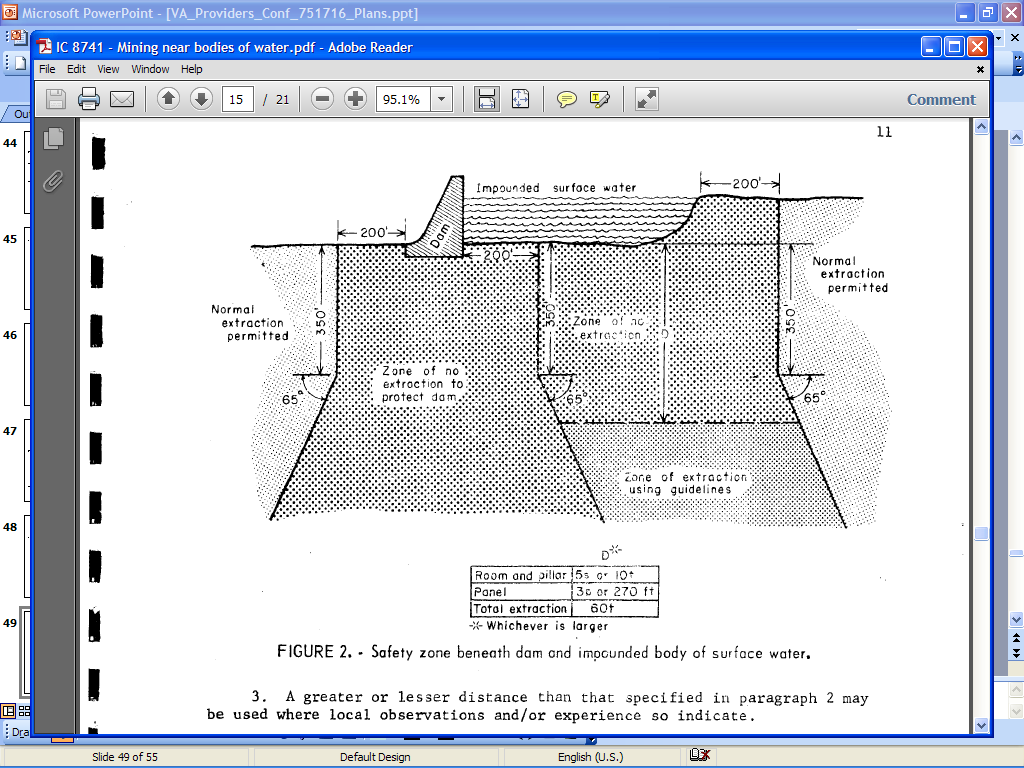 Microsoft PowerPoint - [VA_Providers_Conf_751716_Plans.ppt]
IC 8741 - Mining near bodies of water.pdf - Adobe Reader
File Edit View Window Help
15 / 21
95.1%
Comment
Ou
44
45
46
47
48
49
11
Impounded surface water
200'
200'
Dam
200'
Normal
extraction
permitted
Normal
extraction
permitted
350'
350'
350'
Zone of no
extraction
D
Zone of no
extraction to
protect dam.
65°
65°
65°
Zone of extraction
using guidelines
D
Room and pillar 5s or 10t
Panel 3p or 270 ft
Total extraction 60t
Whichever is larger
FIGURE 2. - Safety zone beneath dam and impounded body of surface water.
3. A greater or lesser distance than that specified in paragraph 2 may
be used where local observations and/or experience so indicate.
Dra
Slide 49 of 55
Default Design
English (U.S.)